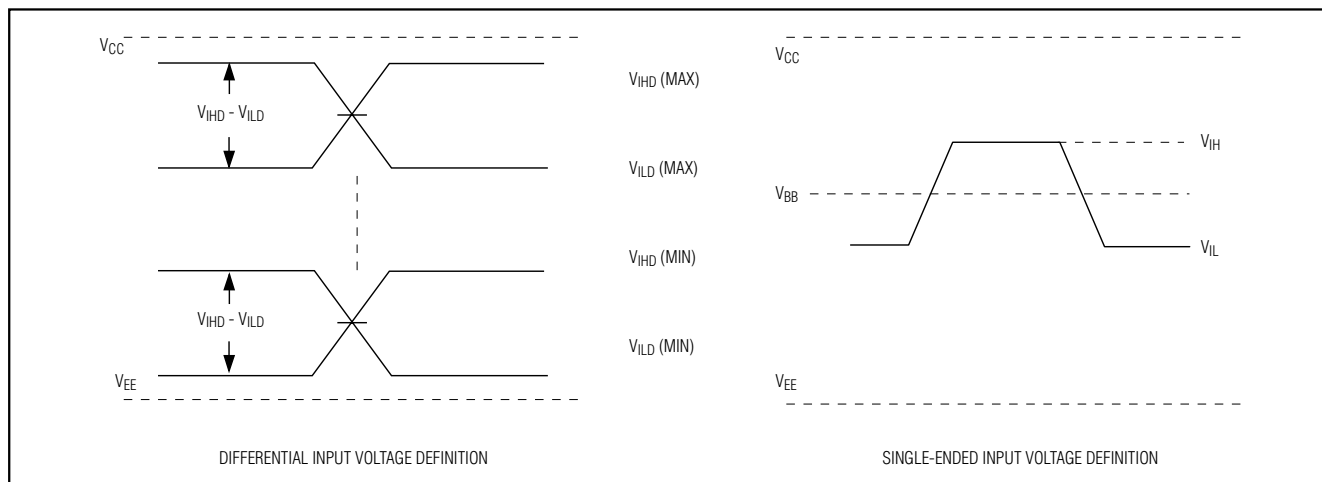 VCC
VIHD - VILD
VIHD (MAX)
VILD (MAX)
VIHD (MIN)
VIHD - VILD
VILD (MIN)
VEE
DIFFERENTIAL INPUT VOLTAGE DEFINITION
VCC
VIH
VBB
VIL
VEE
SINGLE-ENDED INPUT VOLTAGE DEFINITION